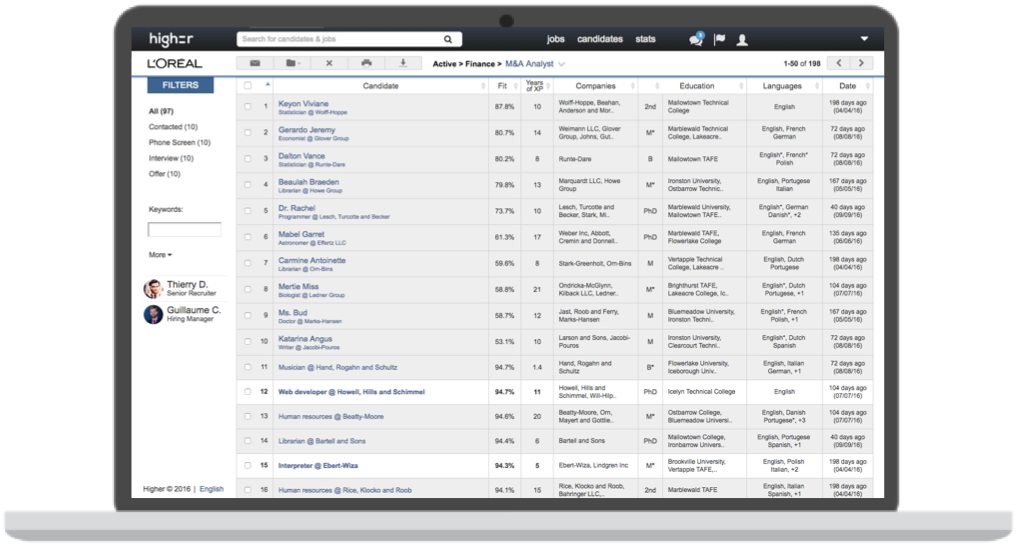 higher
Search for candidates & jobs
jobs candidates stats
L'ORÉAL
Active > Finance > M&A Analyst
1-50 of 198
FILTERS
All (97)
Contacted (10)
Phone Screen (10)
Interview (10)
Offer (10)
Keywords:
More
Thierry D.
Senior Recruiter
Guillaume C.
Hiring Manager
Higher © 2016 | English
Candidate Fit Years of XP Companies Education Languages Date
1 Keyon Viviane 87.8% 10 Wolff-Hoppe, Beahan, 2nd Mallowtown Technical English 198 days ago
Statistician @ Wolff-Hoppe Anderson and Mor.. College (04/04/16)
2 Gerardo Jeremy 80.7% 14 Weimann LLC, Glover M* Marblewald Technical English, French 72 days ago
Economist @ Glover Group Group, Johns, Gut.. College, Lakeacre.. German (08/08/16)
3 Dalton Vance 80.2% 8 Runte-Dare B Mallowtown TAFE English*, French* 72 days ago
Statistician @ Runte-Dare Polish (08/08/16)
4 Beaulah Braeden 79.8% 13 Marquardt LLC, Howe M* Ironston University, English, Portugese 167 days ago
Librarian @ Howe Group Group Ostbarrow Technic.. Italian (05/05/16)
5 Dr. Rachel 73.7% 10 Lesch, Turcotte and PhD Marblewald University, English*, German 40 days ago
Programmer @ Lesch, Turcotte and Becker Becker, Stark, Mi.. Mallowtown TAFE.. Danish*, +2 (09/09/16)
6 Mabel Garret 61.3% 17 Weber Inc, Abbott, PhD Marblewald TAFE, English, French 135 days ago
Astronomer @ Effertz LLC Cremin and Donnell.. Flowerlake College German (06/06/16)
7 Carmine Antoinette 59.6% 8 Stark-Greenholt, Orn-Bins M Vertapple Technical English, Dutch 198 days ago
Librarian @ Orn-Bins College, Lakeacre .. Portugese (04/04/16)
8 Mertie Miss 58.8% 21 Ondricka-McGlynn, M* Brighthurst TAFE, English*, Dutch 104 days ago
Biologist @ Ledner Group Kilback LLC, Ledner.. Lakeacre College, Ic.. Portugese, +1 (07/07/16)
9 Ms. Bud 58.7% 12 Jast, Roob and Ferry, M Bluemeadow University, English*, French 167 days ago
Doctor @ Marks-Hansen Marks-Hansen Ironston Techni.. Polish, +1 (05/05/16)
10 Katarina Angus 53.1% 10 Larson and Sons, Jacobi- M Ironston University, English*, Dutch 72 days ago
Writer @ Jacobi-Pouros Pouros Clearcourt Techni.. Spanish (08/08/16)
11 Musician @ Hand, Rogahn and Schultz 94.7% 1.4 Hand, Rogahn and B* Flowerlake University, English, Italian 72 days ago
Schultz Iceborough Univ.. German, +1 (08/08/16)
12 Web developer @ Howell, Hills and Schimmel 94.7% 11 Howell, Hills and PhD Icelyn Technical College English 104 days ago
Schimmel, Will-Hilp.. (07/07/16)
13 Human resources @ Beatty-Moore 94.6% 20 Beatty-Moore, Orn, M* Ostbarrow College, English, Danish 104 days ago
Mayert and Gottlie.. Bluemeadow Universi.. Portugese*, +3 (07/07/16)
14 Librarian @ Bartell and Sons 94.4% 6 Bartell and Sons PhD Mallowtown College, English, Portugese 40 days ago
Ironbarrow Univers.. Spanish, +1 (09/09/16)
15 Interpreter @ Ebert-Wiza 94.3% 5 Ebert-Wiza, Lindgren Inc M* Brookville University, English, Polish 198 days ago
Vertapple TAFE,.. Italian, +2 (04/04/16)
16 Human resources @ Rice, Klocko and Roob 94.1% 15 Rice, Klocko and Roob, 2nd Marblewald TAFE English, Italian 198 days ago
Bahringer LLC,.. Spanish, +1 (04/04/16)